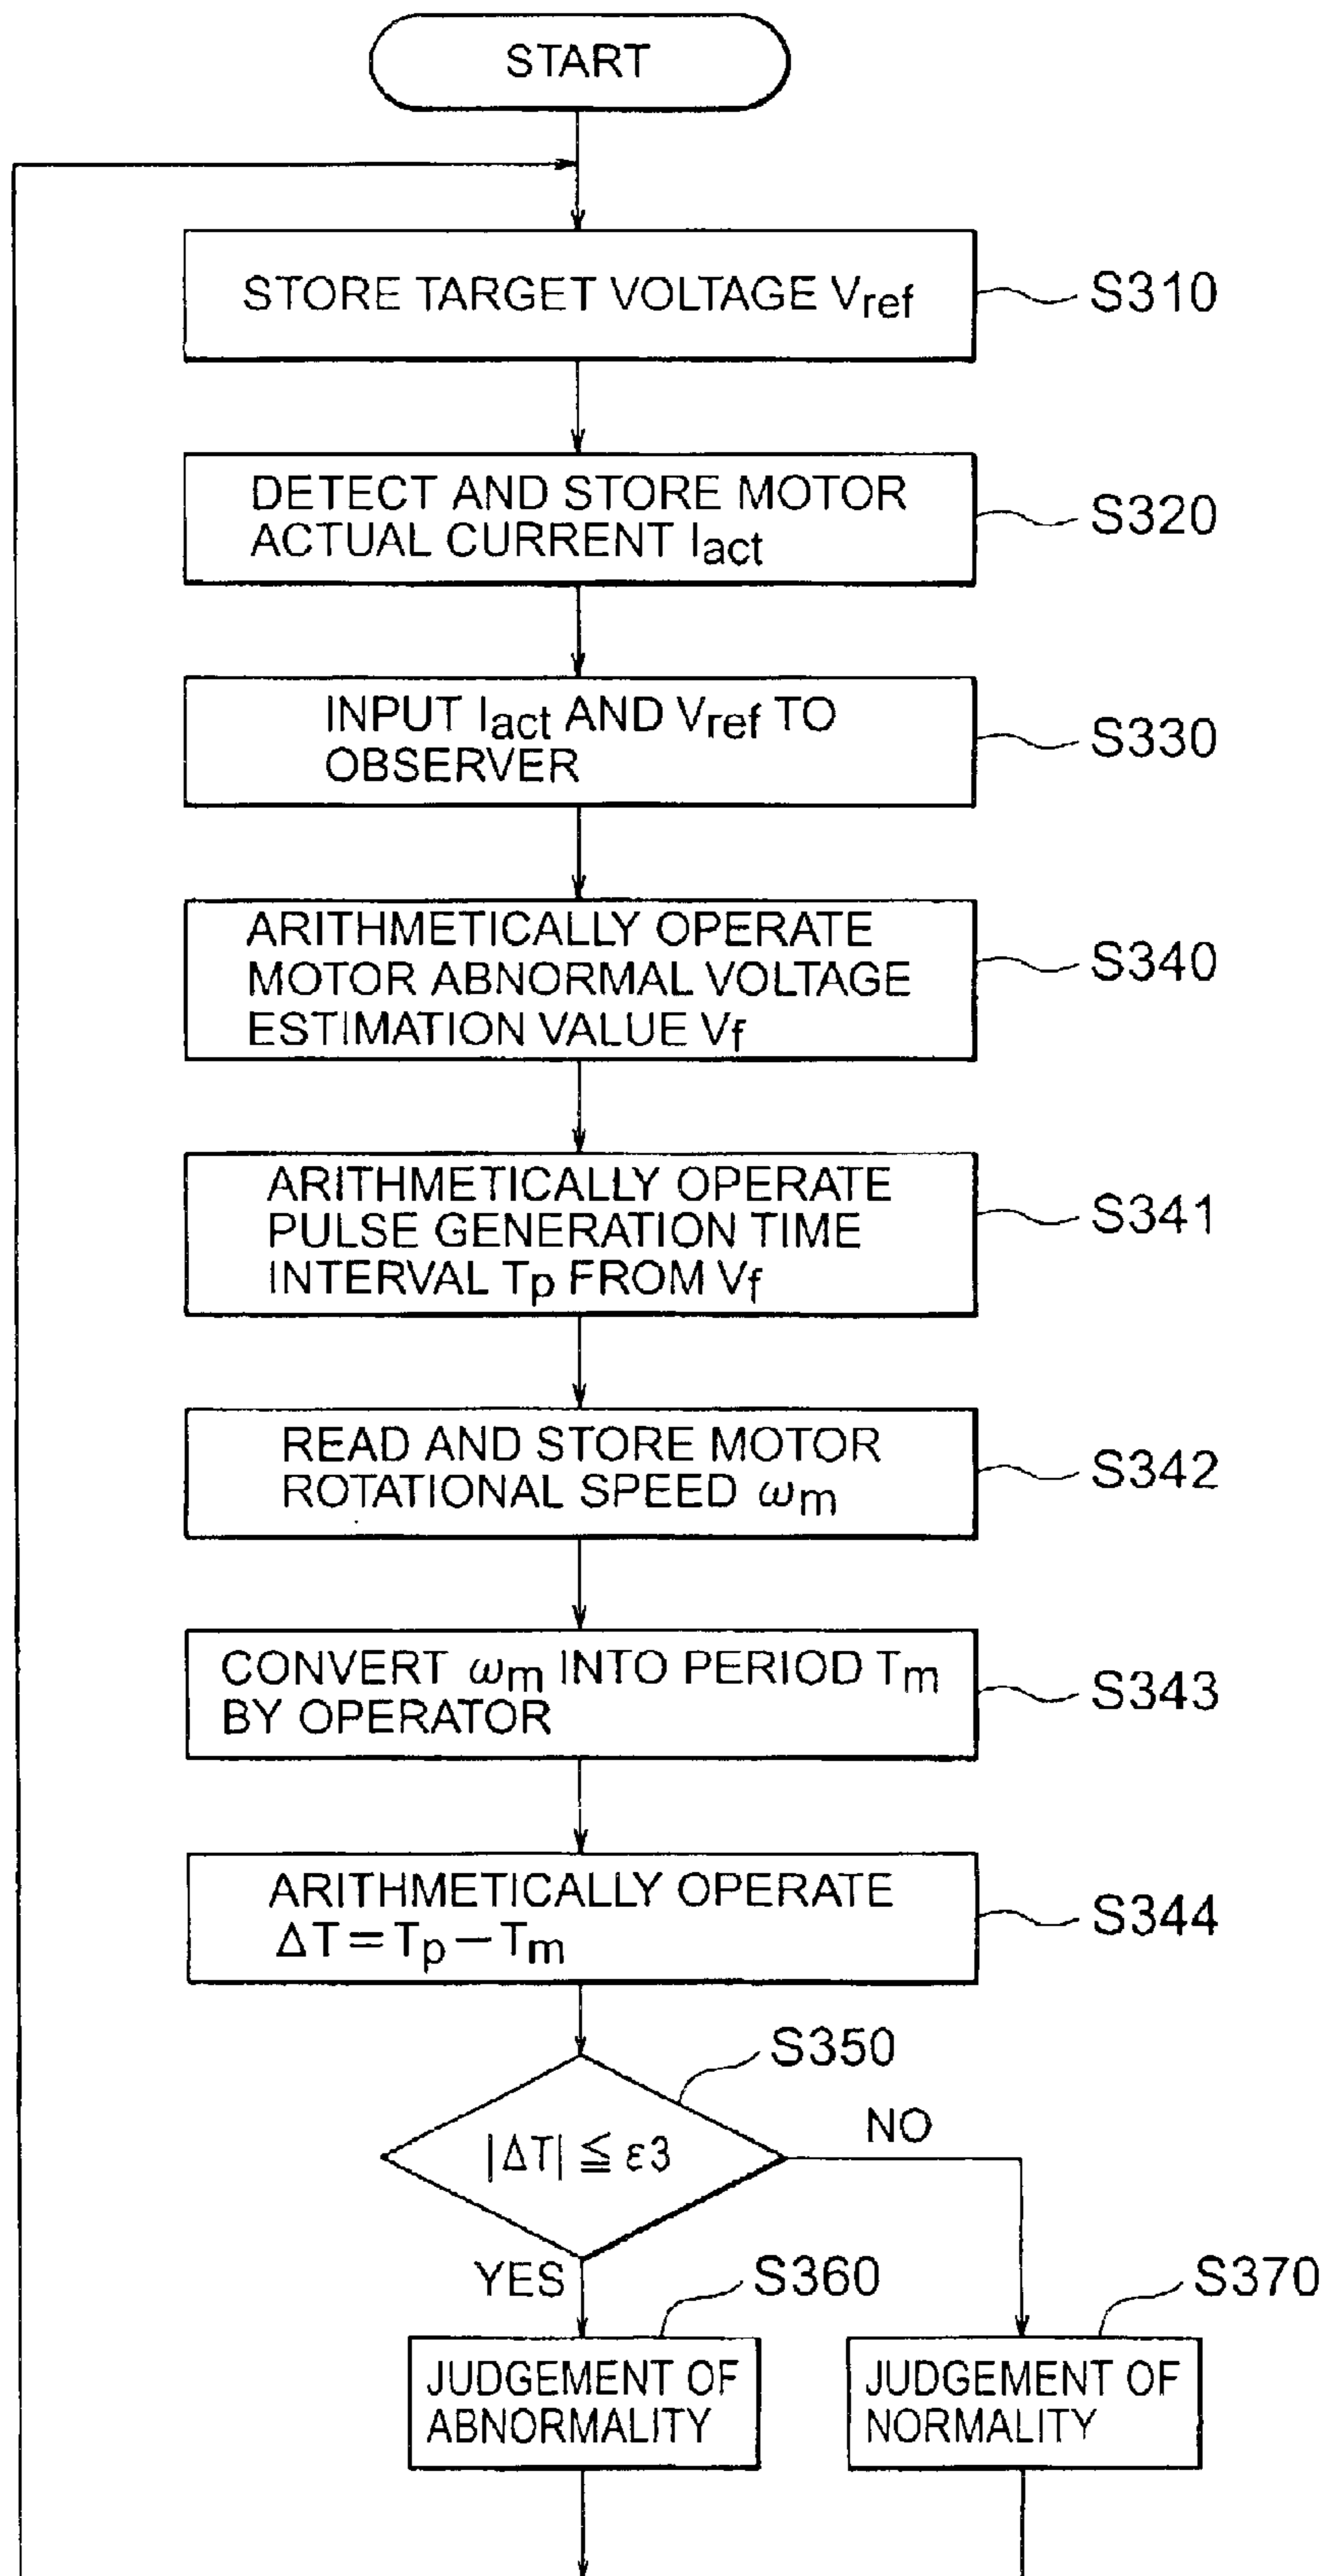 START
STORE TARGET VOLTAGE Vref
S310
DETECT AND STORE MOTOR
ACTUAL CURRENT Iact
S320
INPUT Iact AND Vref TO
OBSERVER
S330
ARITHMETICALLY OPERATE
MOTOR ABNORMAL VOLTAGE
ESTIMATION VALUE Vf
S340
ARITHMETICALLY OPERATE
PULSE GENERATION TIME
INTERVAL Tp FROM Vf
S341
READ AND STORE MOTOR
ROTATIONAL SPEED ωm
S342
CONVERT ωm INTO PERIOD Tm
BY OPERATOR
S343
ARITHMETICALLY OPERATE
ΔT=Tp−Tm
S344
S350
|ΔT| ≦ ε3
NO
YES
S360
S370
JUDGEMENT OF
ABNORMALITY
JUDGEMENT OF
NORMALITY